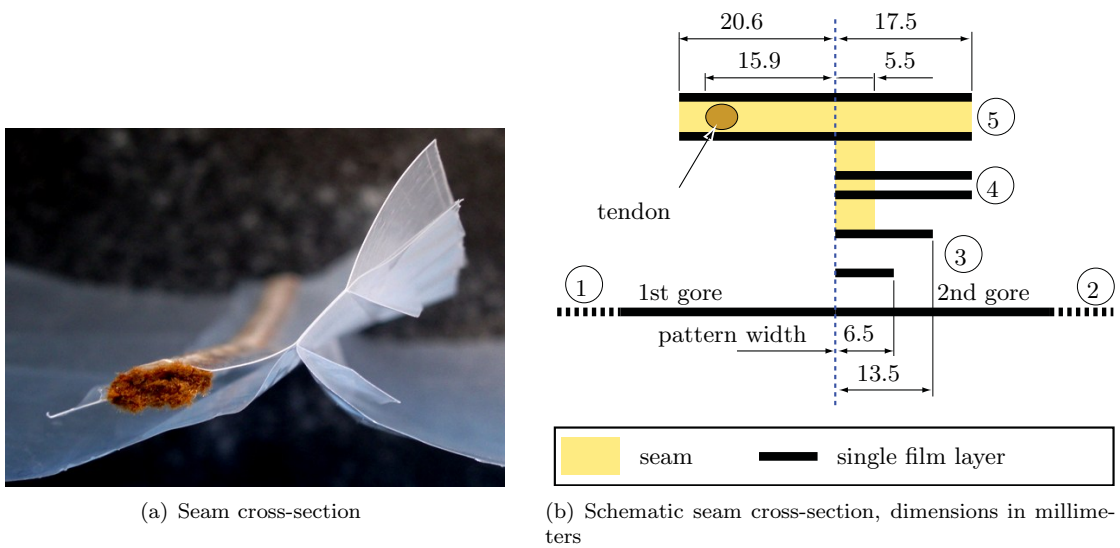 20.6
17.5
15.9
5.5
5
4
tendon
3
1
1st gore
2nd gore
2
pattern width
6.5
13.5
seam
single film layer
(a) Seam cross-section
(b) Schematic seam cross-section, dimensions in millime-
ters